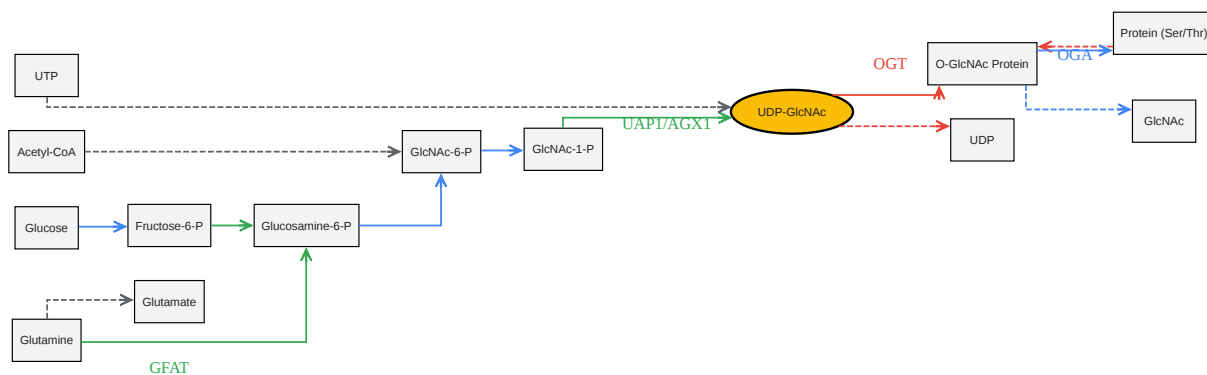 Protein (Ser/Thr)
OGA
OGT
O-GlcNAc Protein
UTP
UDP-GlcNAc
GlcNAc
UAP1/AGX1
UDP
Acetyl-CoA
GlcNAc-6-P
GlcNAc-1-P
Glucose
Fructose-6-P
Glucosamine-6-P
Glutamate
Glutamine
GFAT